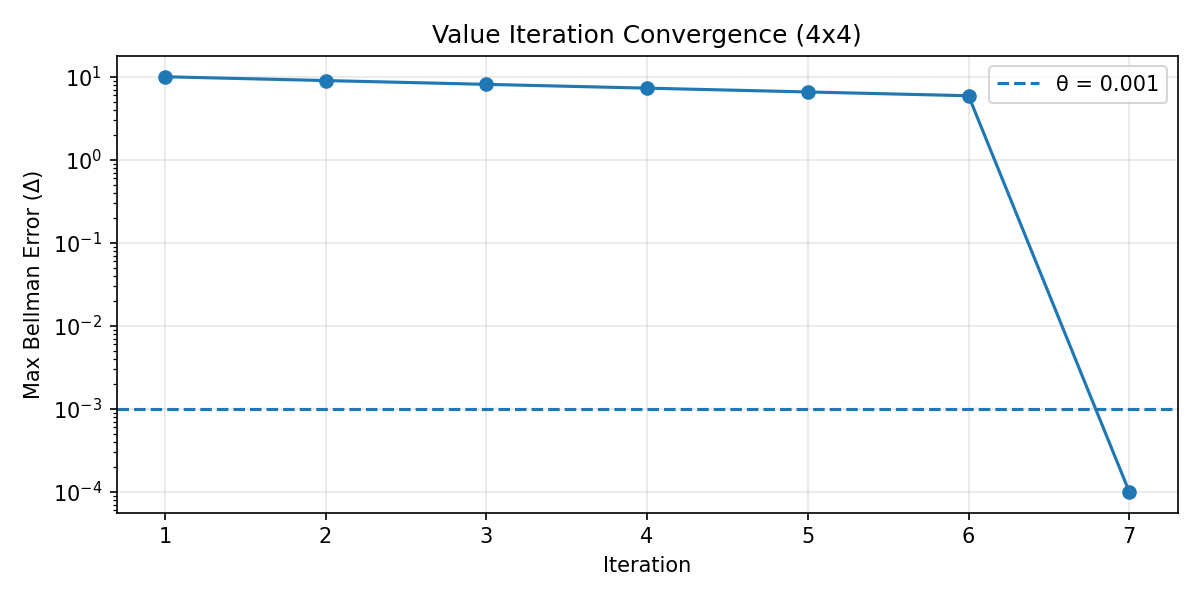 Value Iteration Convergence (4x4)
θ = 0.001
Max Bellman Error (Δ)
10¹
10⁰
10⁻¹
10⁻²
10⁻³
10⁻⁴
1 2 3 4 5 6 7
Iteration